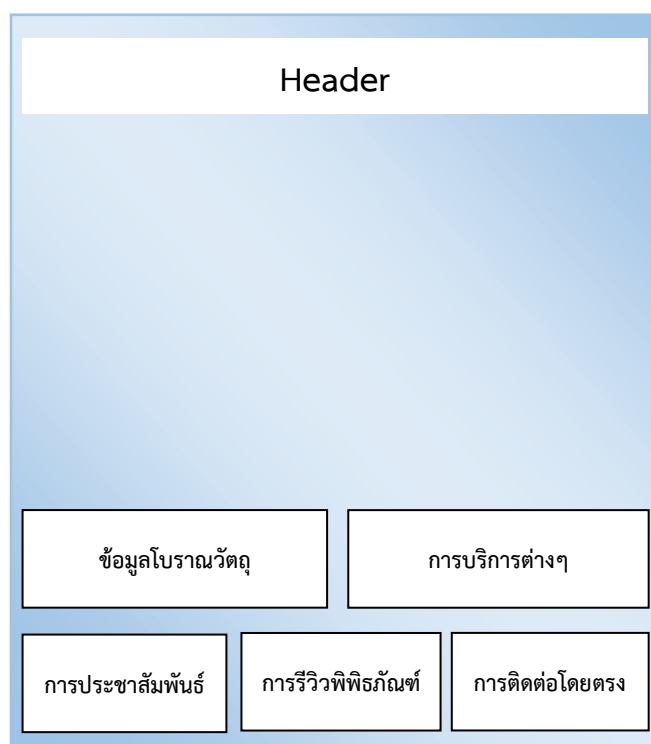 Header
ข้อมูลโบราณวัตถุ
การบริการต่างๆ
การประชาสัมพันธ์
การรีวิวพิพิธภัณฑ์
การติดต่อโดยตรง